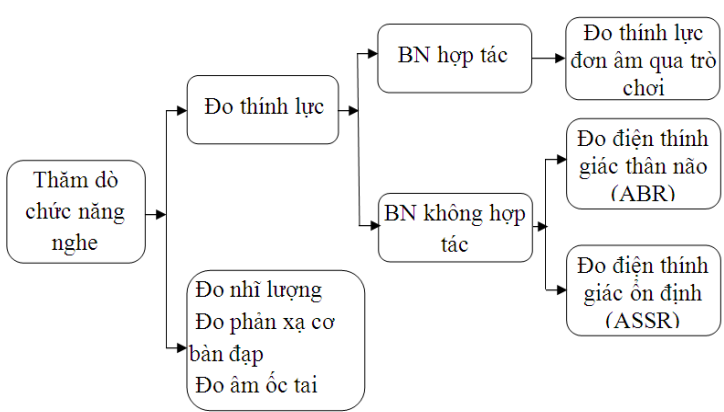 Thăm dò
chức năng
nghe
Đo thính lực
BN hợp tác
Đo thính lực
đơn âm qua trò
chơi
BN không hợp
tác
Đo điện thính
giác thân não
(ABR)
Đo điện thính
giác ổn định
(ASSR)
Đo nhĩ lượng
Đo phản xạ cơ
bàn đạp
Đo âm ốc tai